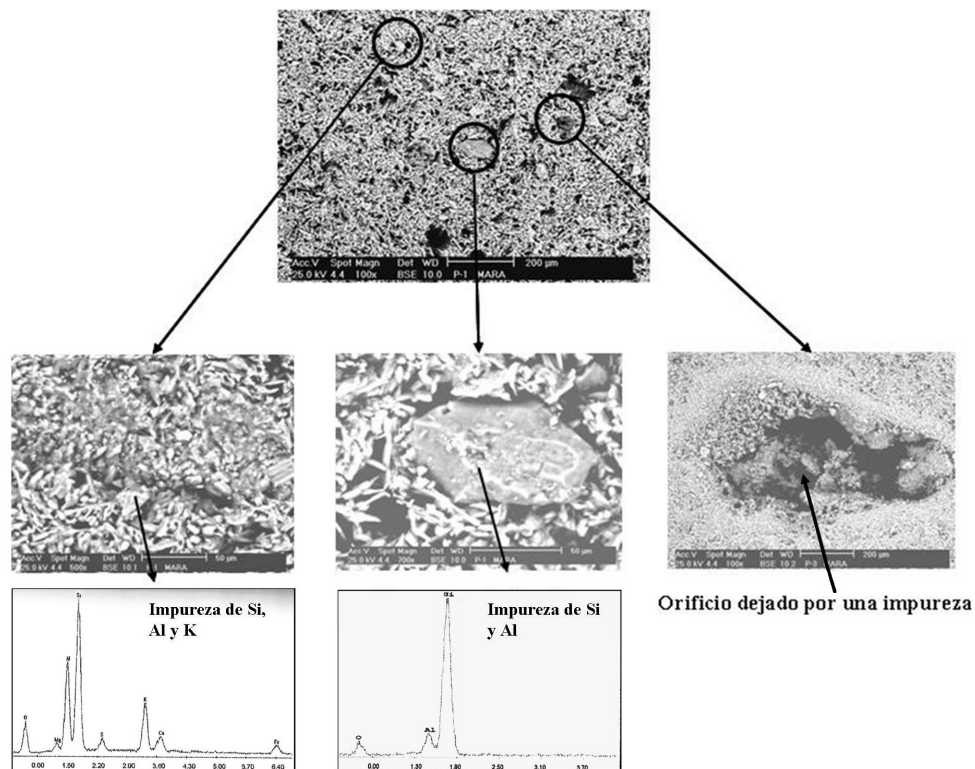 Acc.V Spot Magn Det WD 200 µm
25.0 kV 4.4 100x BSE 10.0 P-1 MARA
Acc.V Spot Magn Det WD 50 µm
25.0 kV 4.4 500x BSE 10.1 P-1 MARA
Acc.V Spot Magn Det WD 50 µm
25.0 kV 4.4 700x BSE 10.0 P-1 MARA
Acc.V Spot Magn Det WD 200 µm
25.0 kV 4.4 100x BSE 10.2 P-3 MARA
Orificio dejado por una impureza
Impureza de Si,
Al y K
O Mg Al Si S K Ca Fe
0.00 1.50 2.20 2.90 3.60 4.30 5.00 5.70 6.40
Impureza de Si
y Al
O Al Si
0.00 1.30 1.90 2.50 3.10 3.70